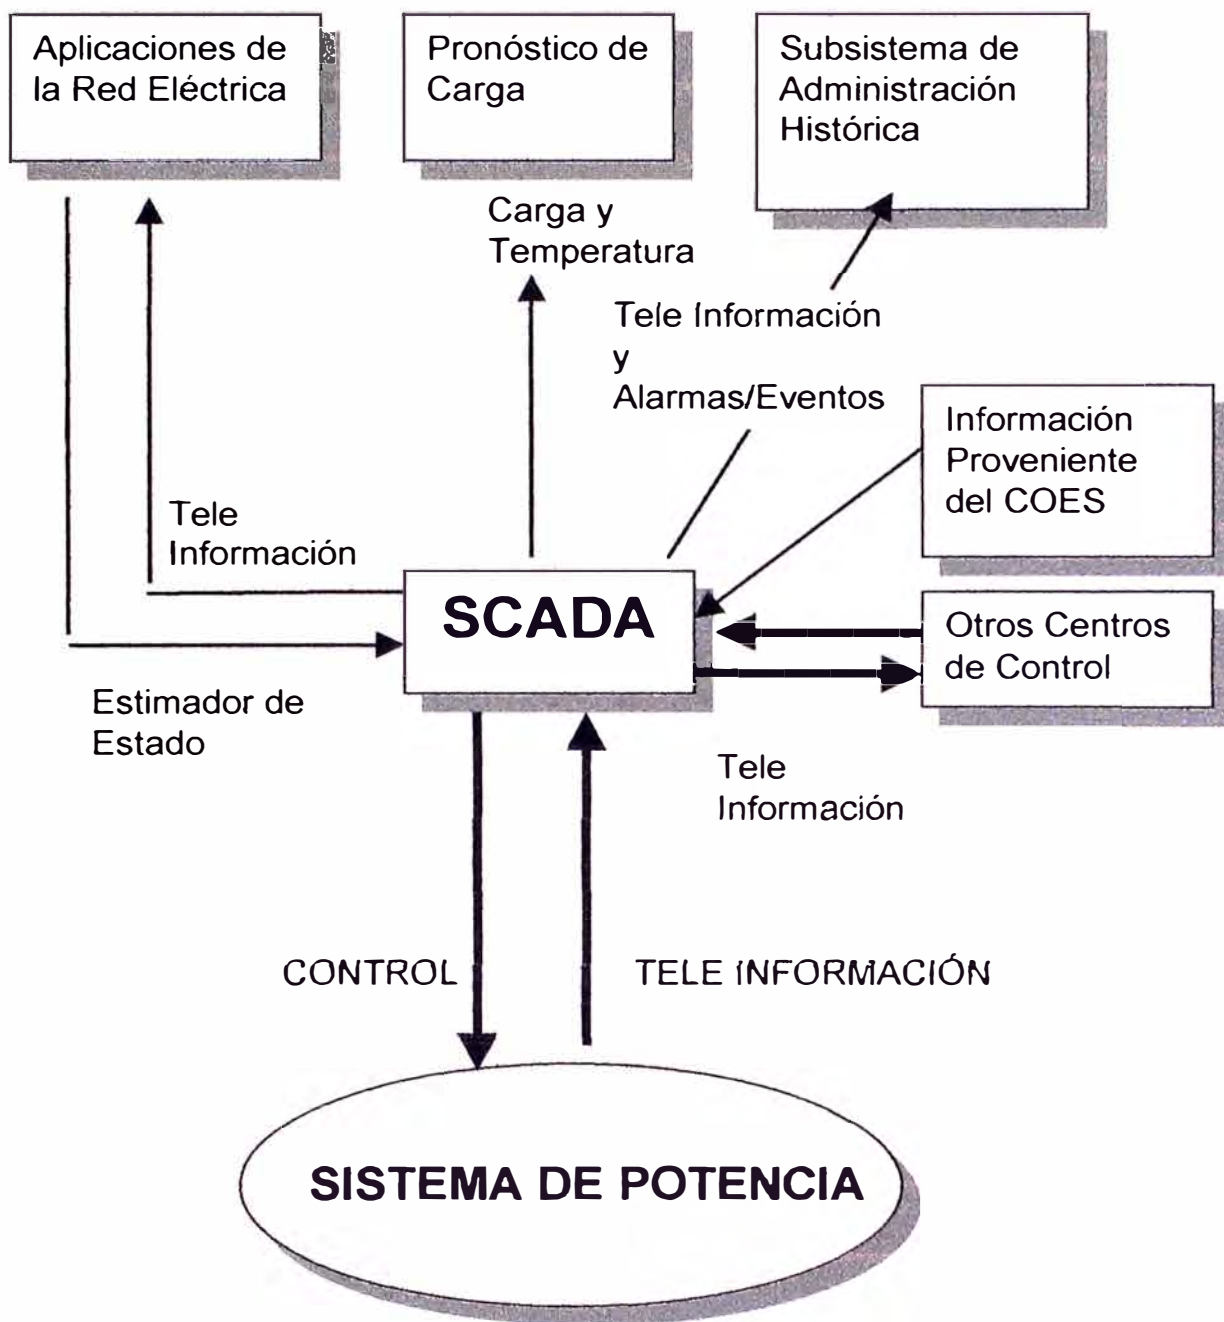 Aplicaciones de
la Red Eléctrica
Pronóstico de
Carga
Subsistema de
Administración
Histórica
Carga y
Temperatura
Tele Información
y
Alarmas/Eventos
Información
Proveniente
del COES
Tele
Información
SCADA
Otros Centros
de Control
Estimador de
Estado
Tele
Información
CONTROL
TELE INFORMACIÓN
SISTEMA DE POTENCIA